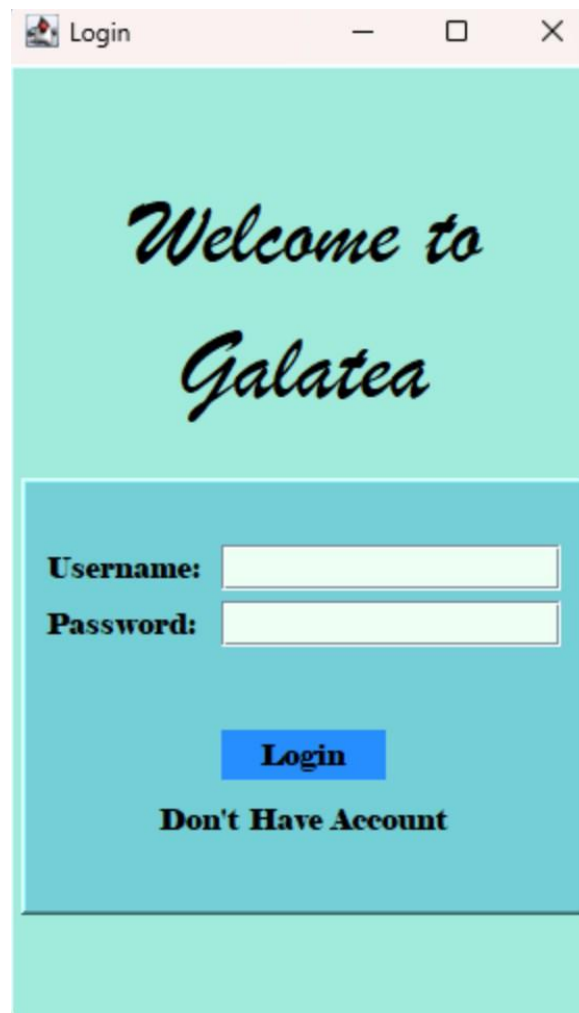 Login
Welcome to
Galatea
Username:
Password:
Login
Don't Have Account